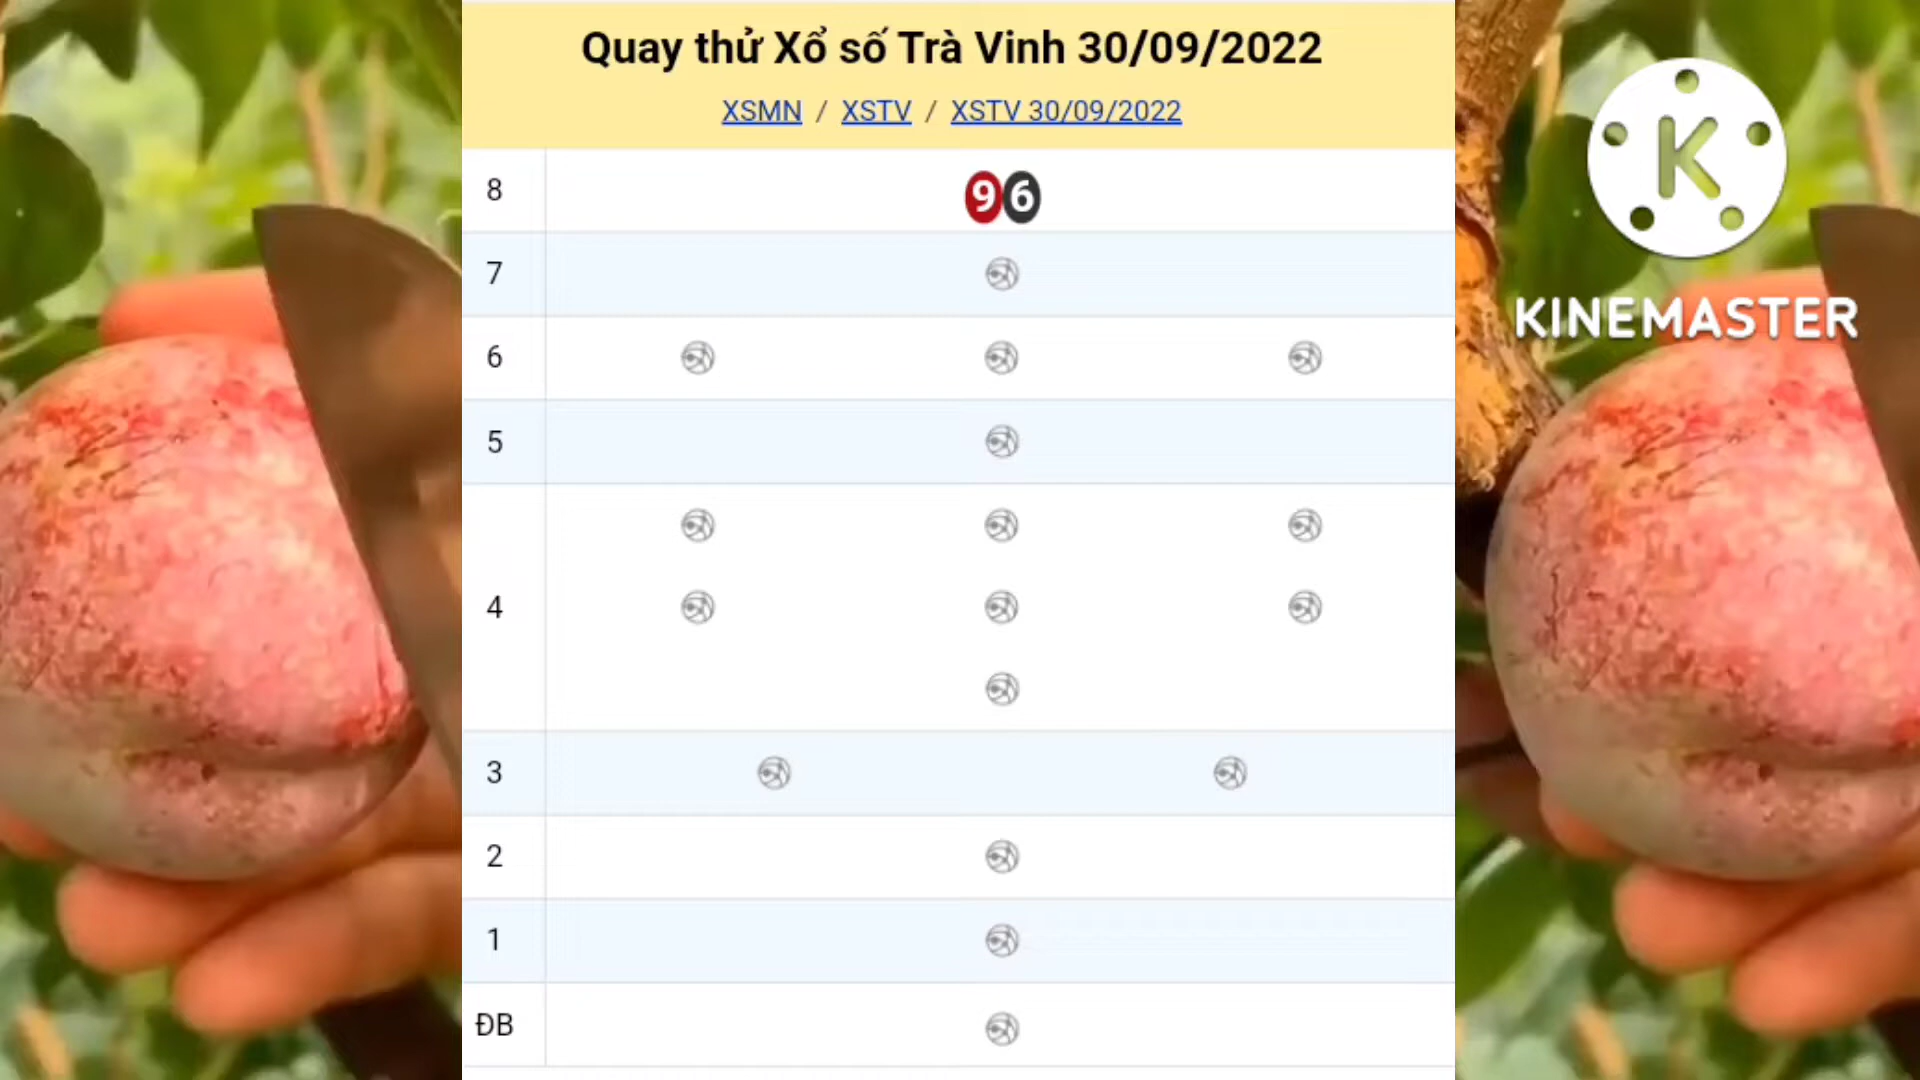 Quay thử Xổ số Trà Vinh 30/09/2022
XSMN / XSTV / XSTV 30/09/2022
8 96
7
6
5
4
3
2
1
ĐB
K
KINEMASTER